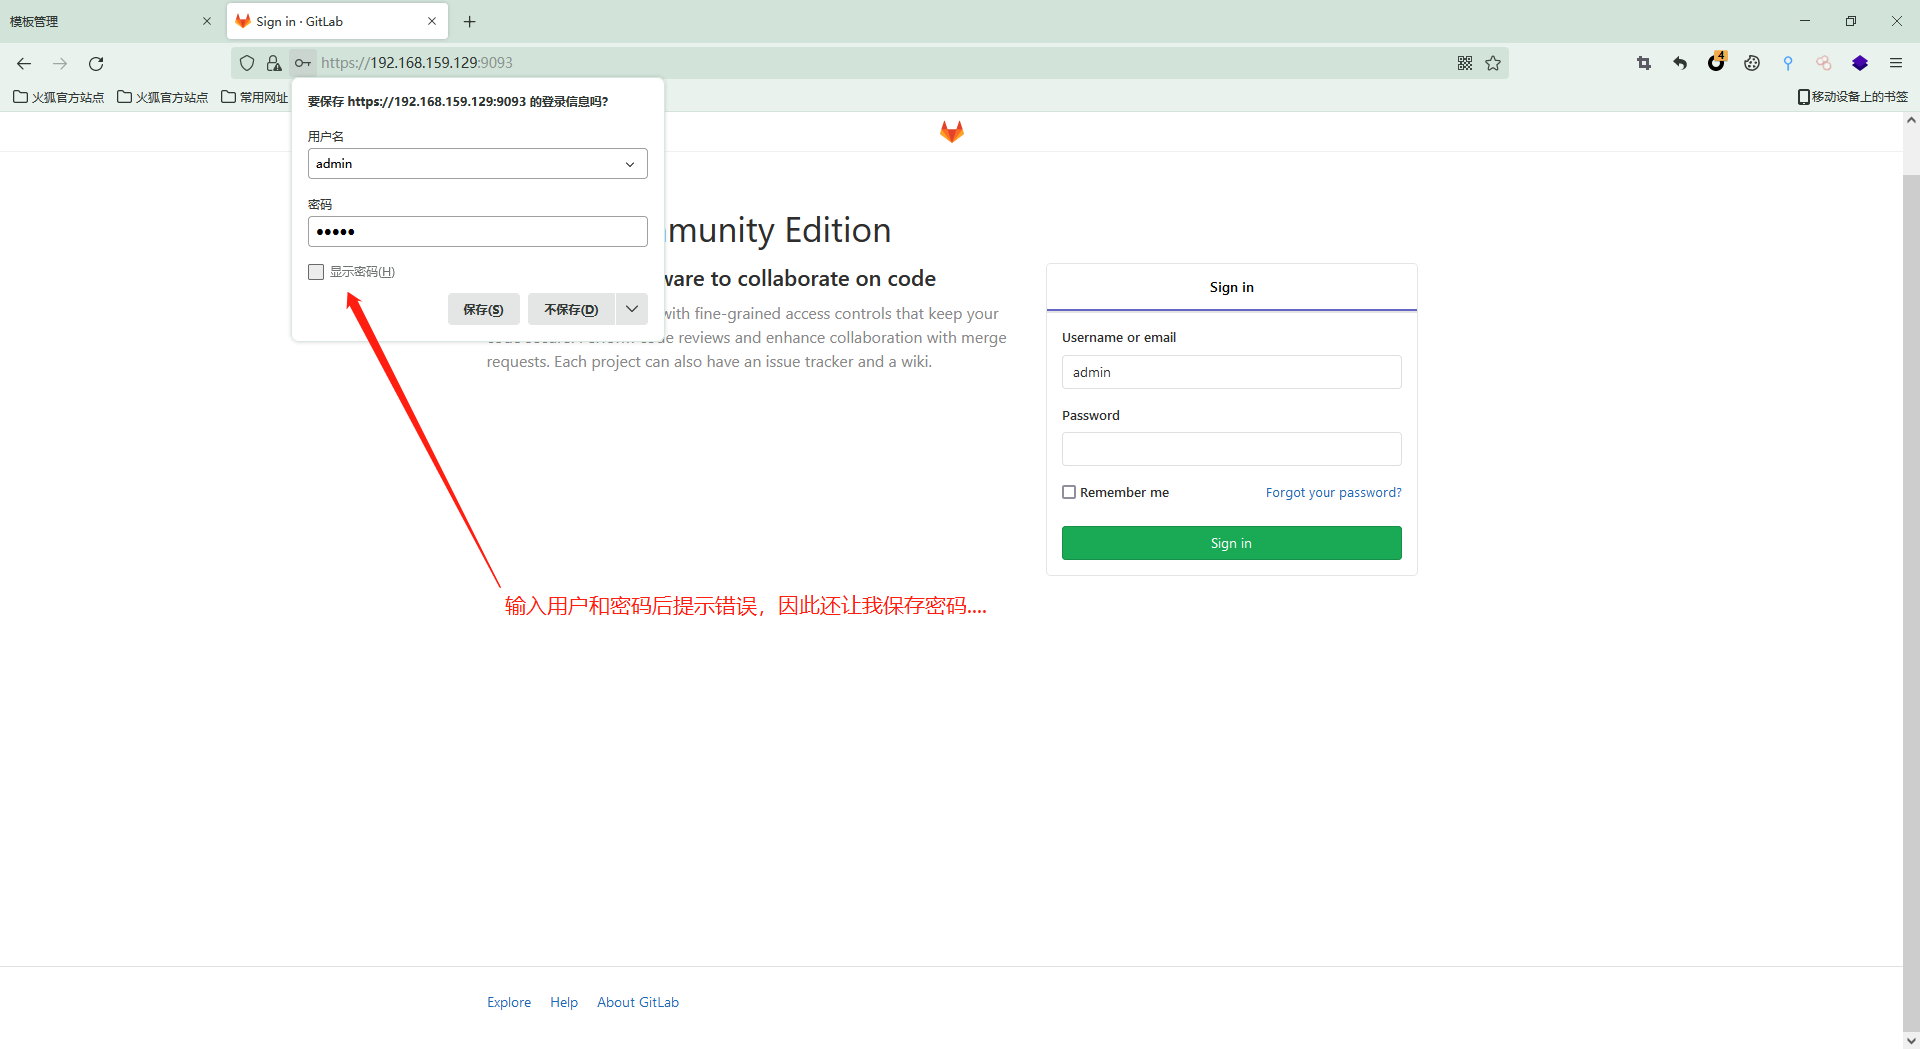 模板管理
Sign in · GitLab
https://192.168.159.129:9093
4
火狐官方站点
火狐官方站点
常用网址
移动设备上的书签
要保存 https://192.168.159.129:9093 的登录信息吗?
用户名
admin
密码
•••••
显示密码(H)
保存(S)
不保存(D)
munity Edition
ware to collaborate on code
with fine-grained access controls that keep your
reviews and enhance collaboration with merge
requests. Each project can also have an issue tracker and a wiki.
Sign in
Username or email
admin
Password
Remember me
Forgot your password?
Sign in
输入用户和密码后提示错误，因此还让我保存密码....
Explore
Help
About GitLab